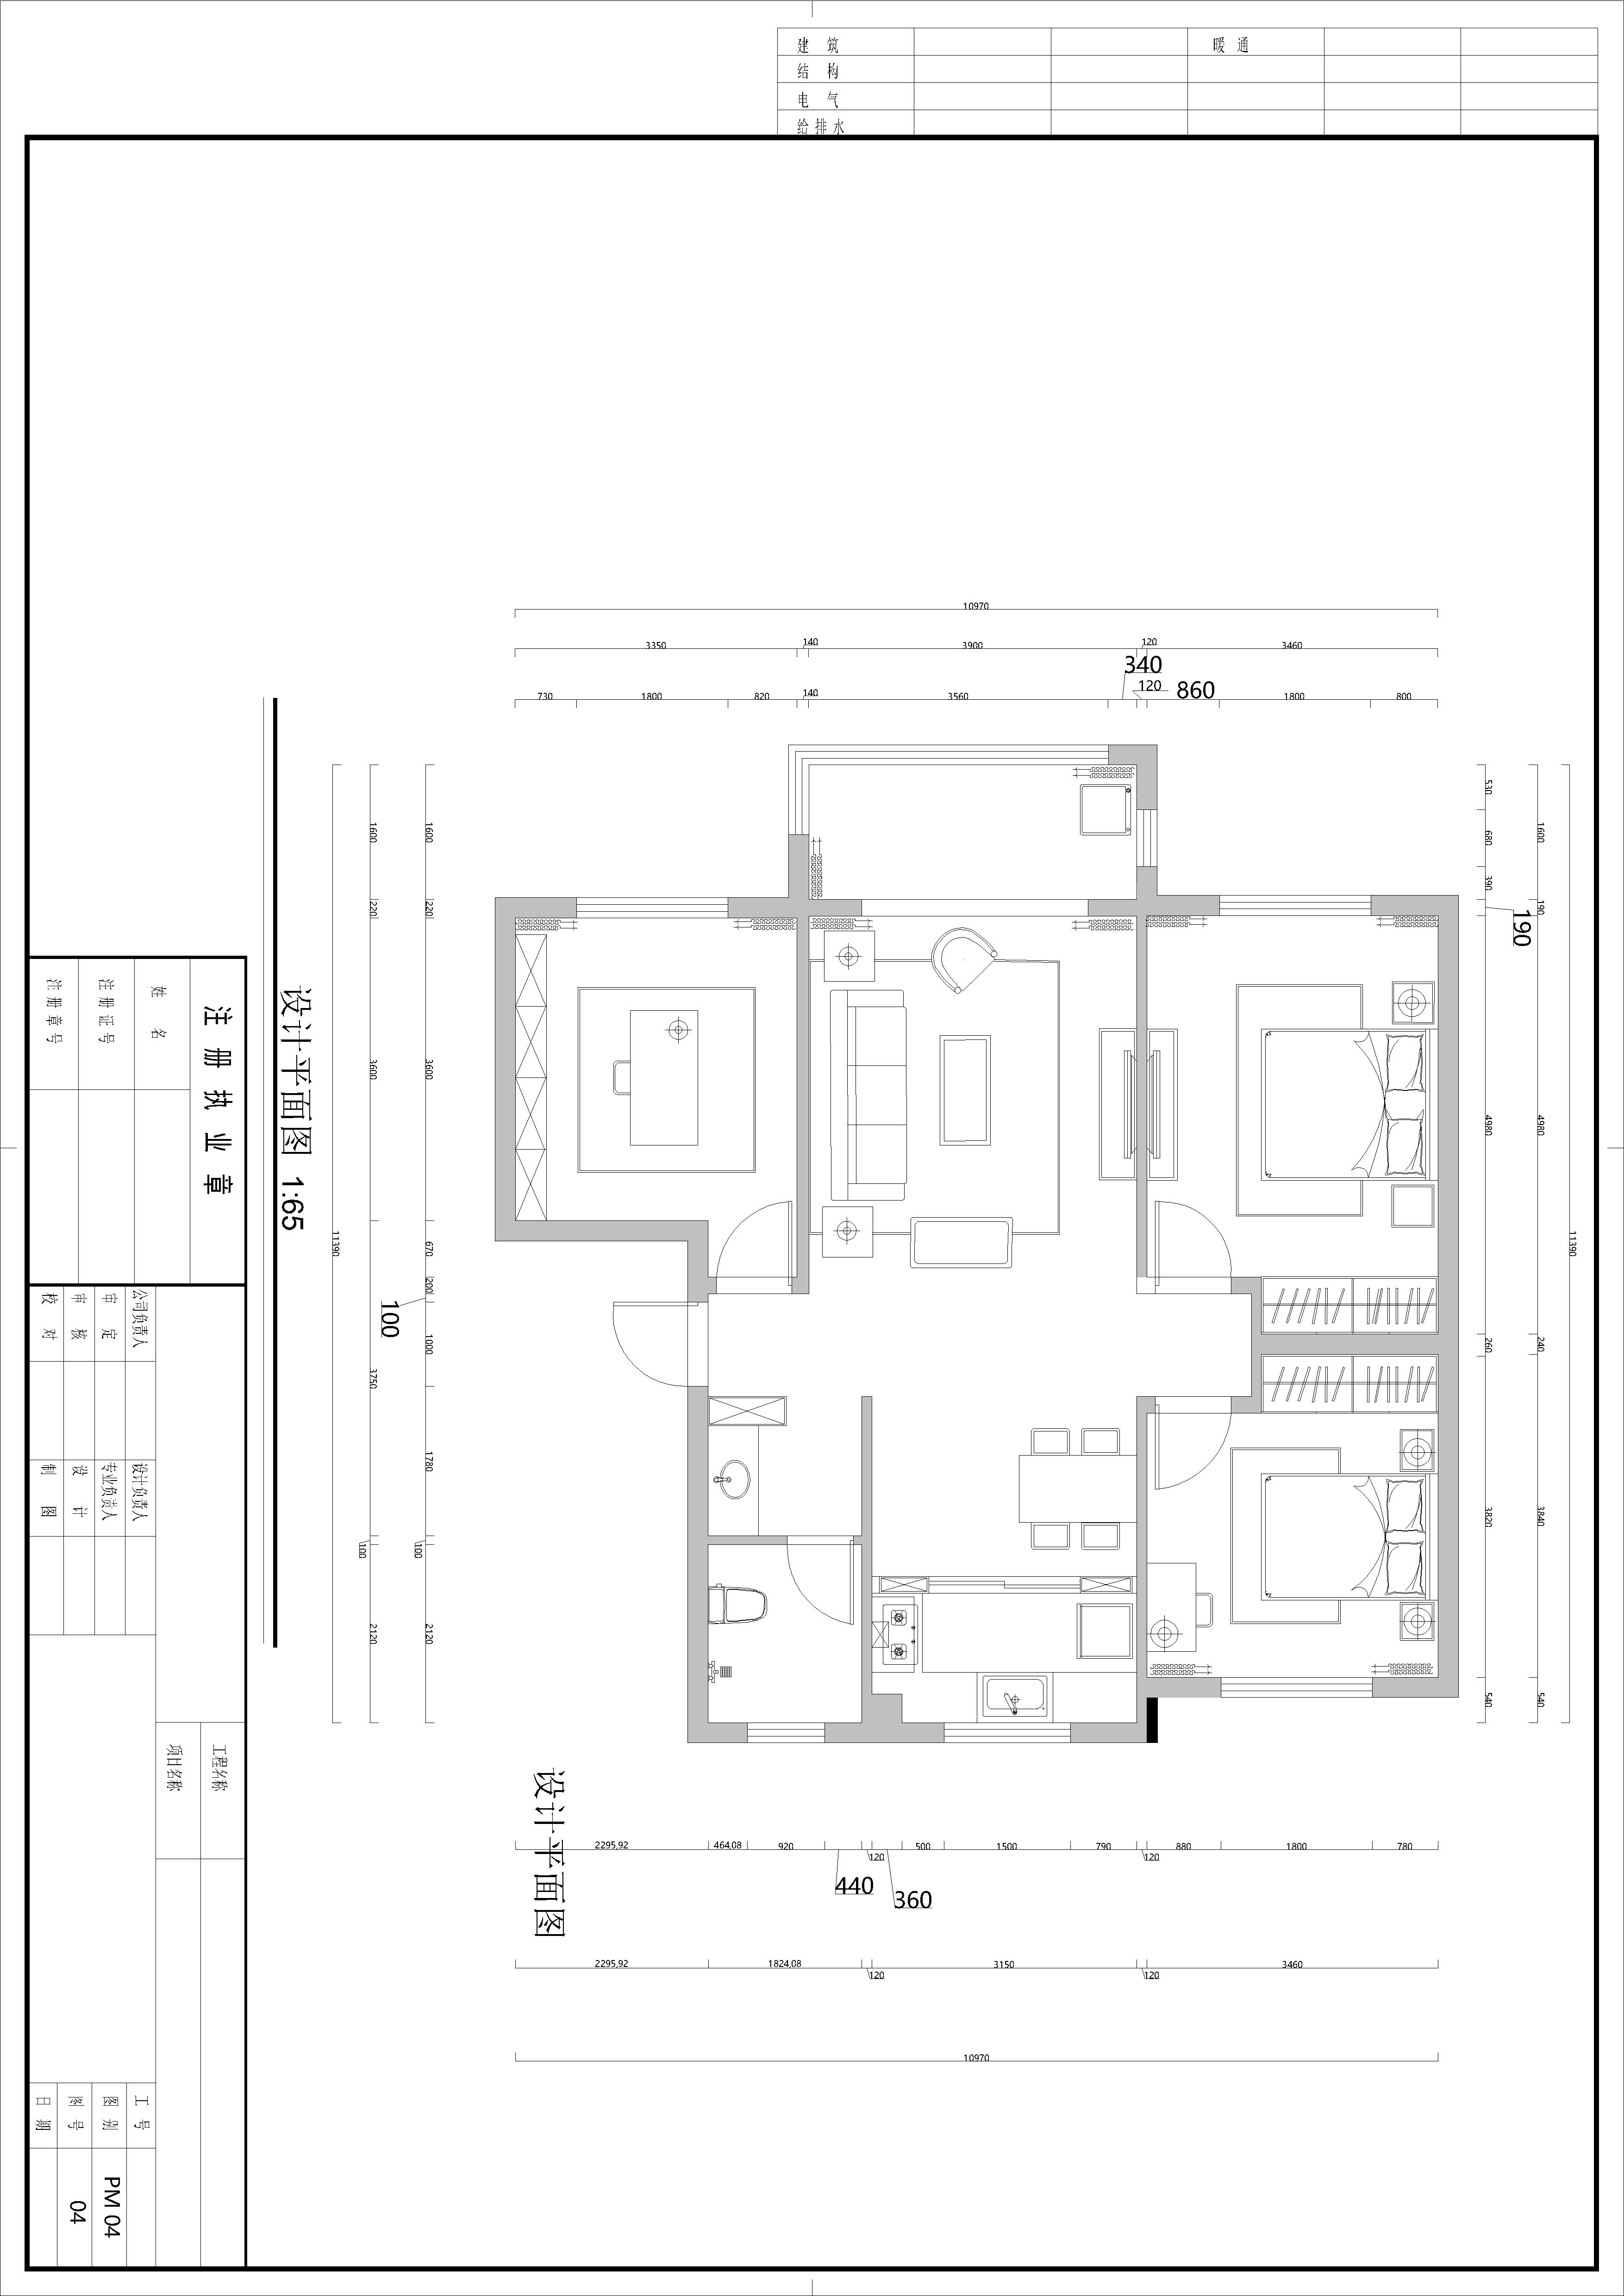 11390
1600 190 4980 240 3840 540
190
530 680 390 4980 260 3820 540
800
1800
860
120
340
3560
140
820
1800
730
3460
120
3900
140
3350
10970
780
1800
880
120
790
1500
500
360
120
440
920
464.08
2295.92
3460
120
3150
120
1824.08
2295.92
10970
设计平面图
1600 220 3600 670 200 1000 1780 2120
100
100
1600 220 3600 3750 2120
100
11390
设计平面图 1:65
暖 通
建 筑
结 构
电 气
给排水
注册执业章
姓 名
注册证号
注册章号
工程名称
项目名称
公司负责人 设计负责人
审 定 专业负责人
审 核 设 计
校 对 制 图
工 号
图 别 PM 04
图 号 04
日 期